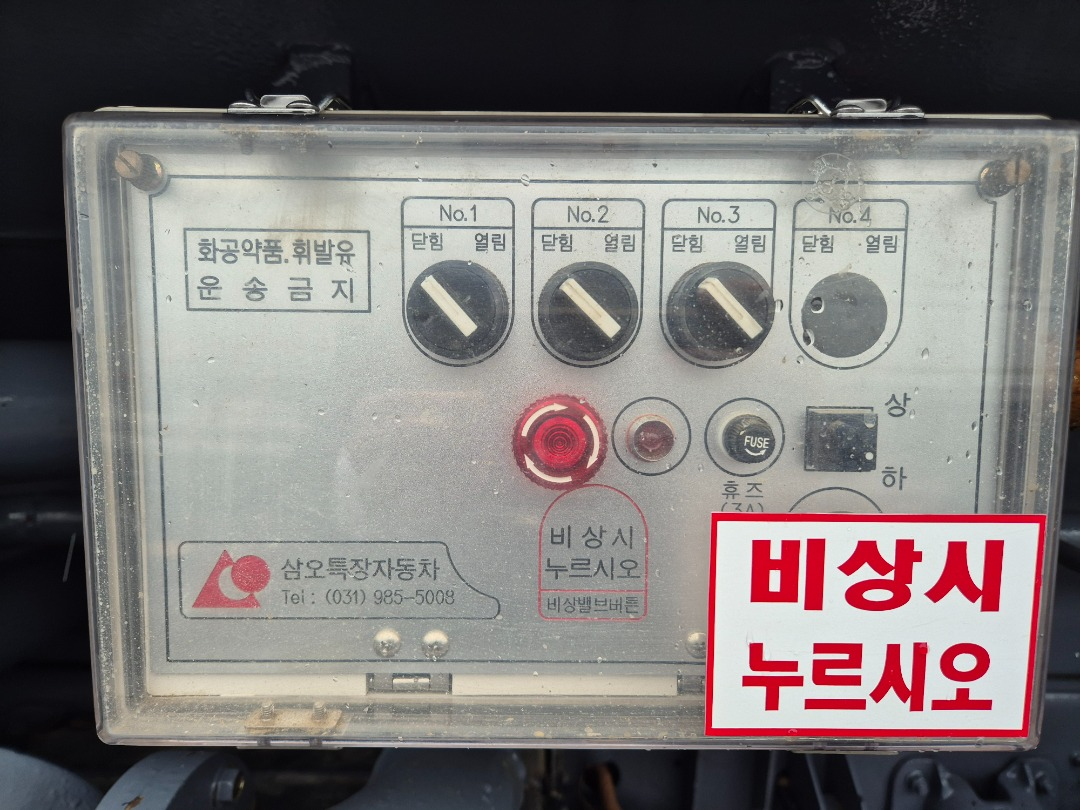 No.1
닫힘 열림
No.2
닫힘 열림
No.3
닫힘 열림
No.4
닫힘 열림
화공약품.휘발유
운송금지
FUSE
휴즈
(3A)
상
하
비상시
누르시오
비상밸브버튼
삼오특장자동차
Tel : (031) 985-5008
비상시
누르시오